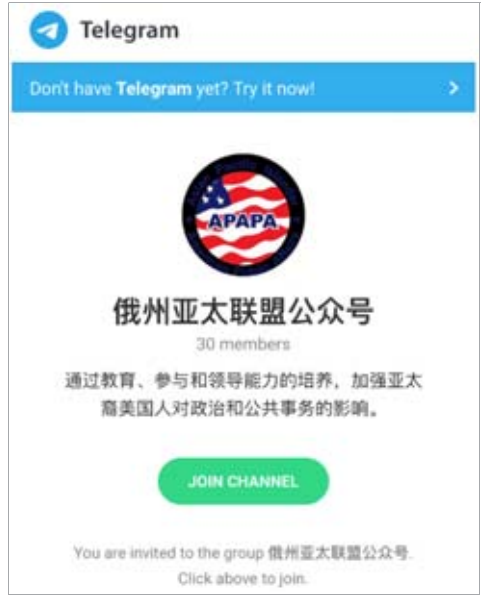 Telegram
Don't have Telegram yet? Try it now!
APAPA
俄州亚太联盟公众号
30 members
通过教育、参与和领导能力的培养，加强亚太
裔美国人对政治和公共事务的影响。
JOIN CHANNEL
You are invited to the group 俄州亚太联盟公众号.
Click above to join.